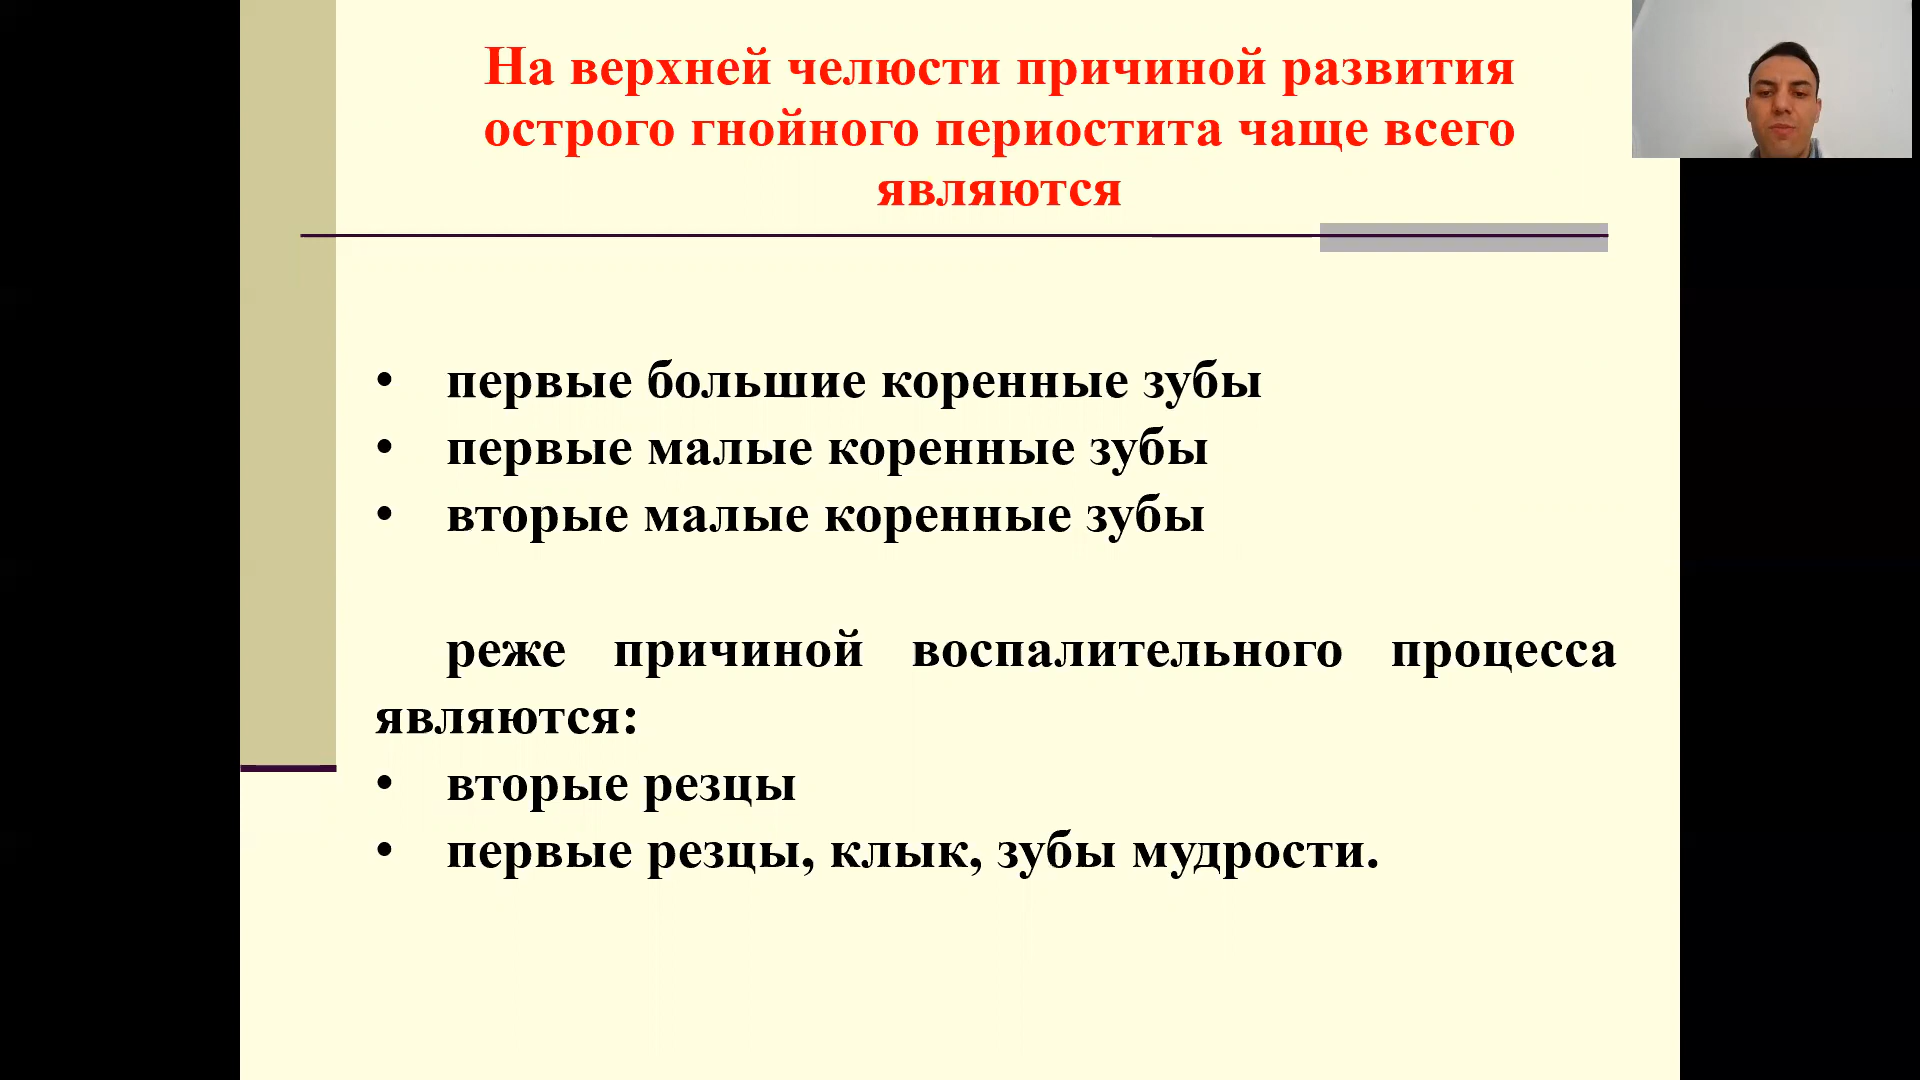 На верхней челюсти причиной развития
острого гнойного периостита чаще всего
являются
• первые большие коренные зубы
• первые малые коренные зубы
• вторые малые коренные зубы
реже причиной воспалительного процесса
являются:
• вторые резцы
• первые резцы, клык, зубы мудрости.